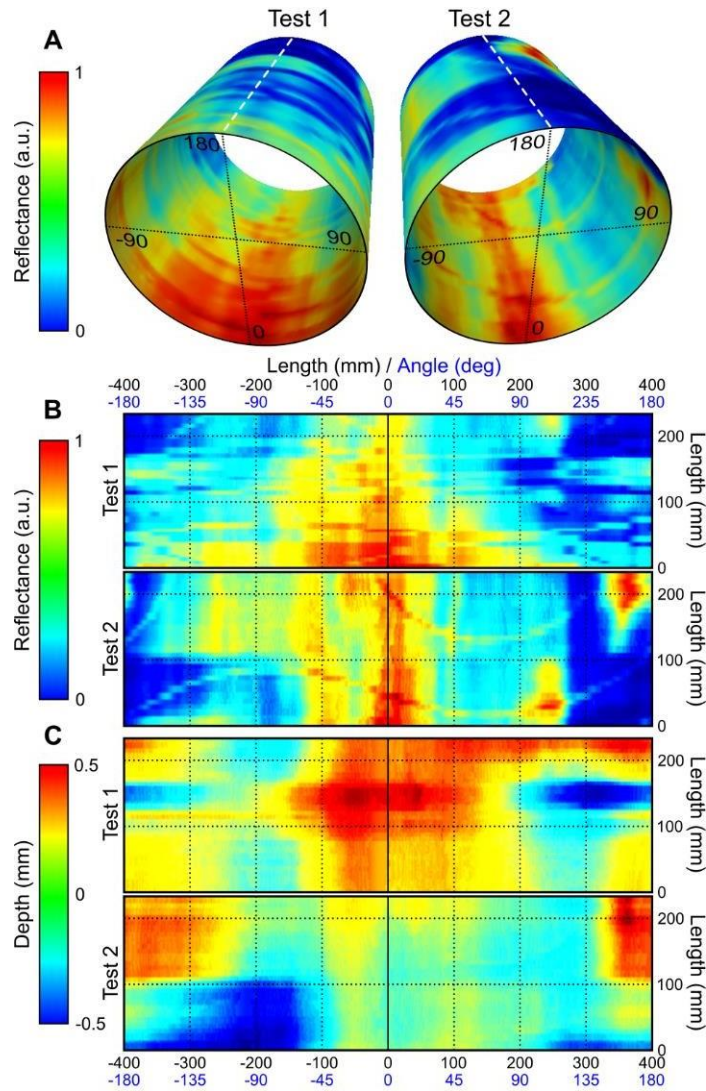 Test 1 Test 2
A
1
Reflectance (a.u.)
0
180 180
-90 90 -90 90
0 0
Length (mm) / Angle (deg)
-400 -300 -200 -100 0 100 200 300 400
-180 -135 -90 -45 0 45 90 235 180
B
1
Reflectance (a.u.)
0
Test 1
200
100
0
Length (mm)
Test 2
200
100
0
Length (mm)
C
0.5
Depth (mm)
0
-0.5
Test 1
200
100
0
Length (mm)
Test 2
200
100
0
Length (mm)
-400 -300 -200 -100 0 100 200 300 400
-180 -135 -90 -45 0 45 90 235 180